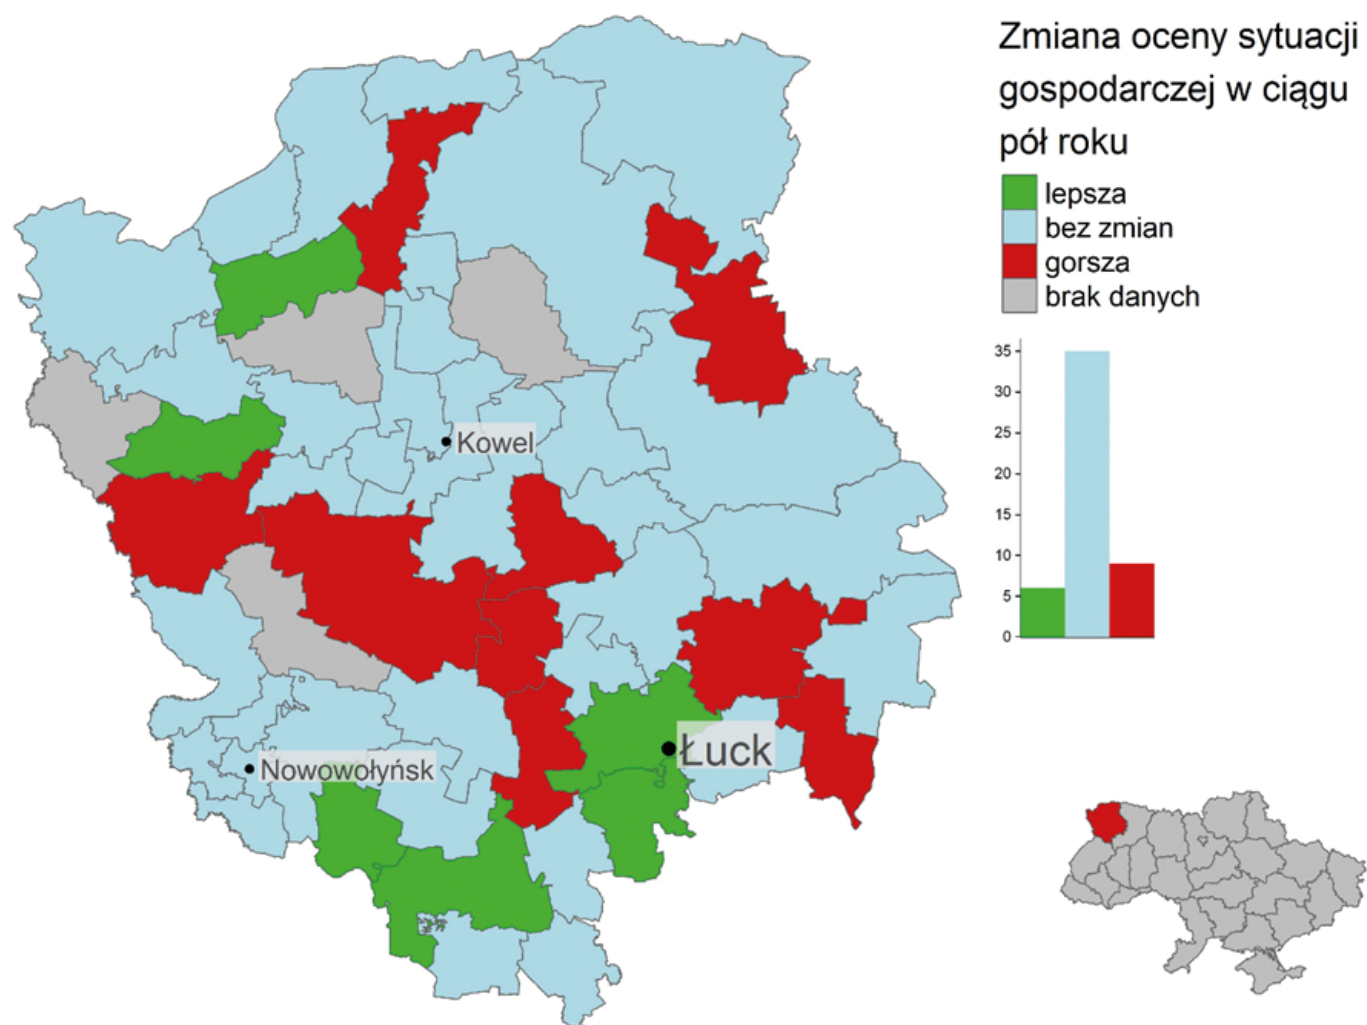 Zmiana oceny sytuacji
gospodarczej w ciągu
pół roku
lepsza
bez zmian
gorsza
brak danych
35
30
25
20
15
10
5
0
Kowel
Łuck
Nowowołyńsk